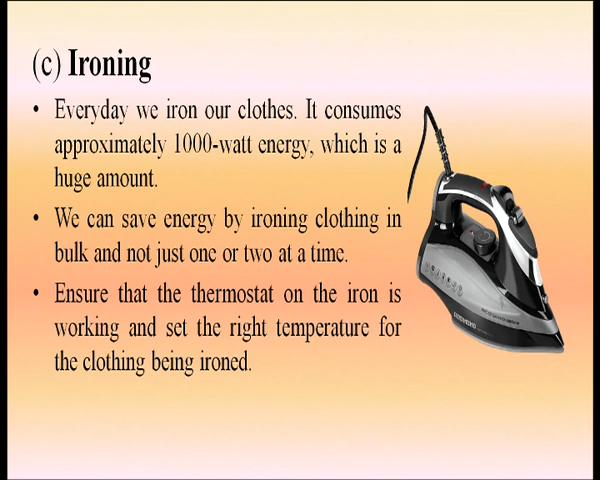 (c) Ironing
• Everyday we iron our clothes. It consumes
approximately 1000-watt energy, which is a
huge amount.
• We can save energy by ironing clothing in
bulk and not just one or two at a time.
• Ensure that the thermostat on the iron is
working and set the right temperature for
the clothing being ironed.